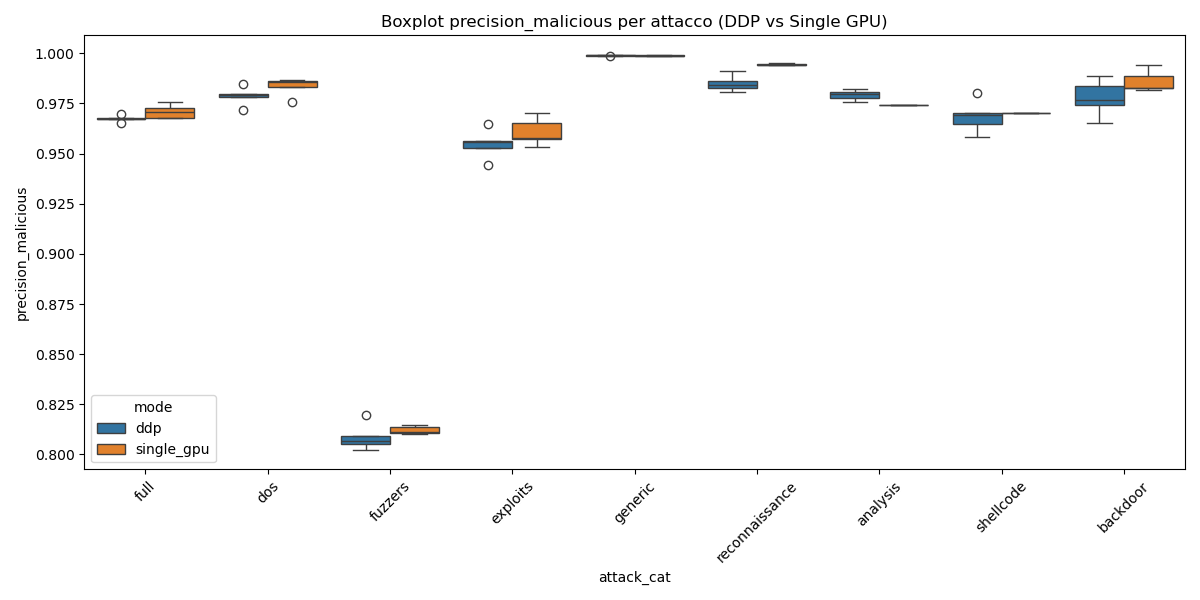 Boxplot precision_malicious per attacco (DDP vs Single GPU)
precision_malicious
1.000
0.975
0.950
0.925
0.900
0.875
0.850
0.825
0.800
mode
ddp
single_gpu
full
dos
fuzzers
exploits
generic
reconnaissance
analysis
shellcode
backdoor
attack_cat